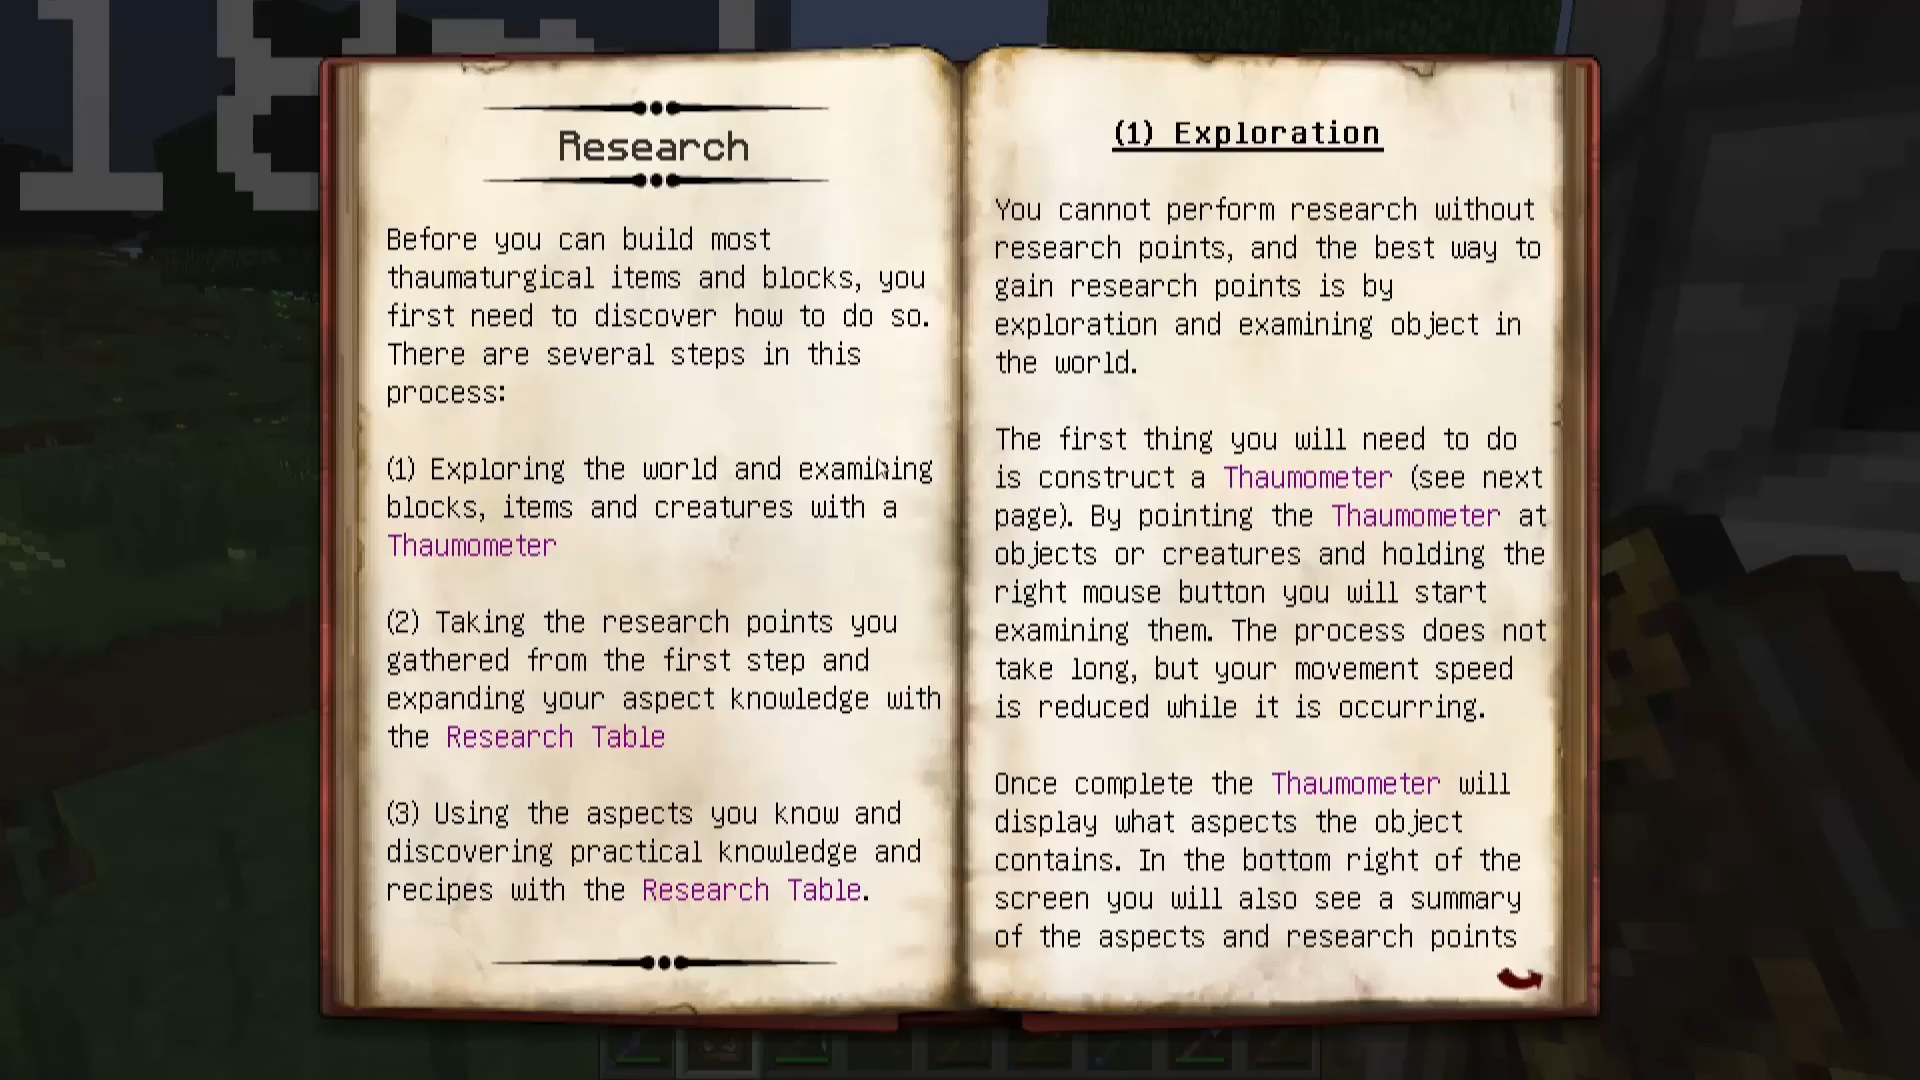 Research
Before you can build most
thaumaturgical items and blocks, you
first need to discover how to do so.
There are several steps in this
process:
(1) Exploring the world and examining
blocks, items and creatures with a
Thaumometer
(2) Taking the research points you
gathered from the first step and
expanding your aspect knowledge with
the Research Table
(3) Using the aspects you know and
discovering practical knowledge and
recipes with the Research Table.
(1) Exploration
You cannot perform research without
research points, and the best way to
gain research points is by
exploration and examining object in
the world.
The first thing you will need to do
is construct a Thaumometer (see next
page). By pointing the Thaumometer at
objects or creatures and holding the
right mouse button you will start
examining them. The process does not
take long, but your movement speed
is reduced while it is occurring.
Once complete the Thaumometer will
display what aspects the object
contains. In the bottom right of the
screen you will also see a summary
of the aspects and research points